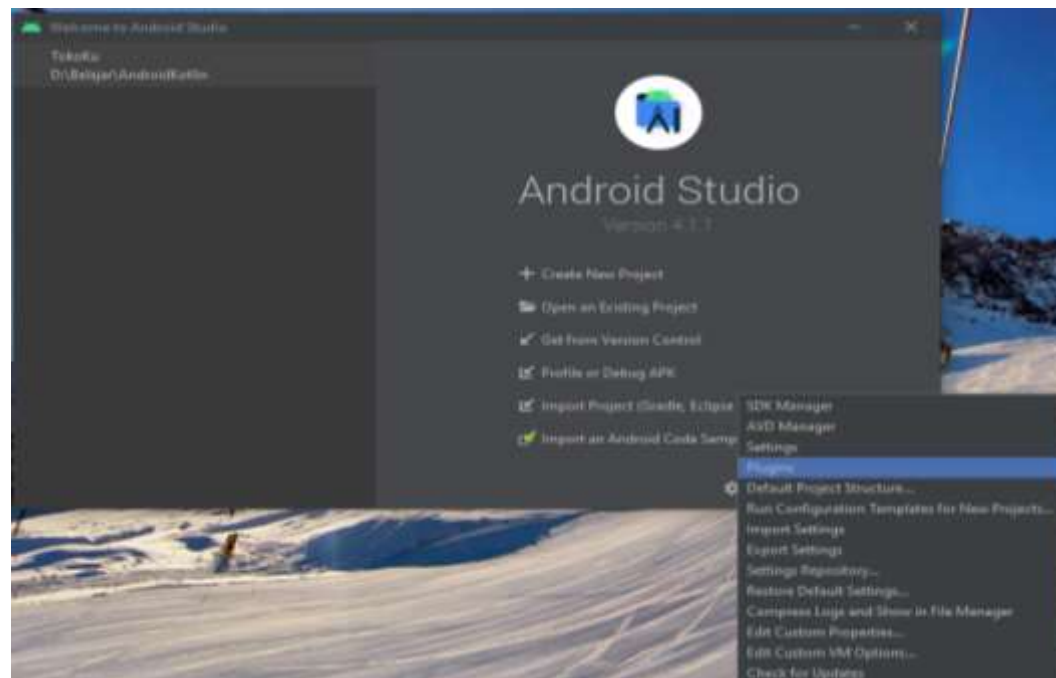 Welcome to Android Studio
TokoKu
D:\Belajar\AndroidKotlin
Android Studio
Version 4.1.1
Create New Project
Open an Existing Project
Get from Version Control
Profile or Debug APK
Import Project (Gradle, Eclipse
Import an Android Code Samp
SDK Manager
AVD Manager
Settings
Plugins
Default Project Structure...
Run Configuration Templates for New Projects...
Import Settings
Export Settings
Settings Repository...
Restore Default Settings...
Compress Logs and Show in File Manager
Edit Custom Properties...
Edit Custom VM Options...
Check for Updates